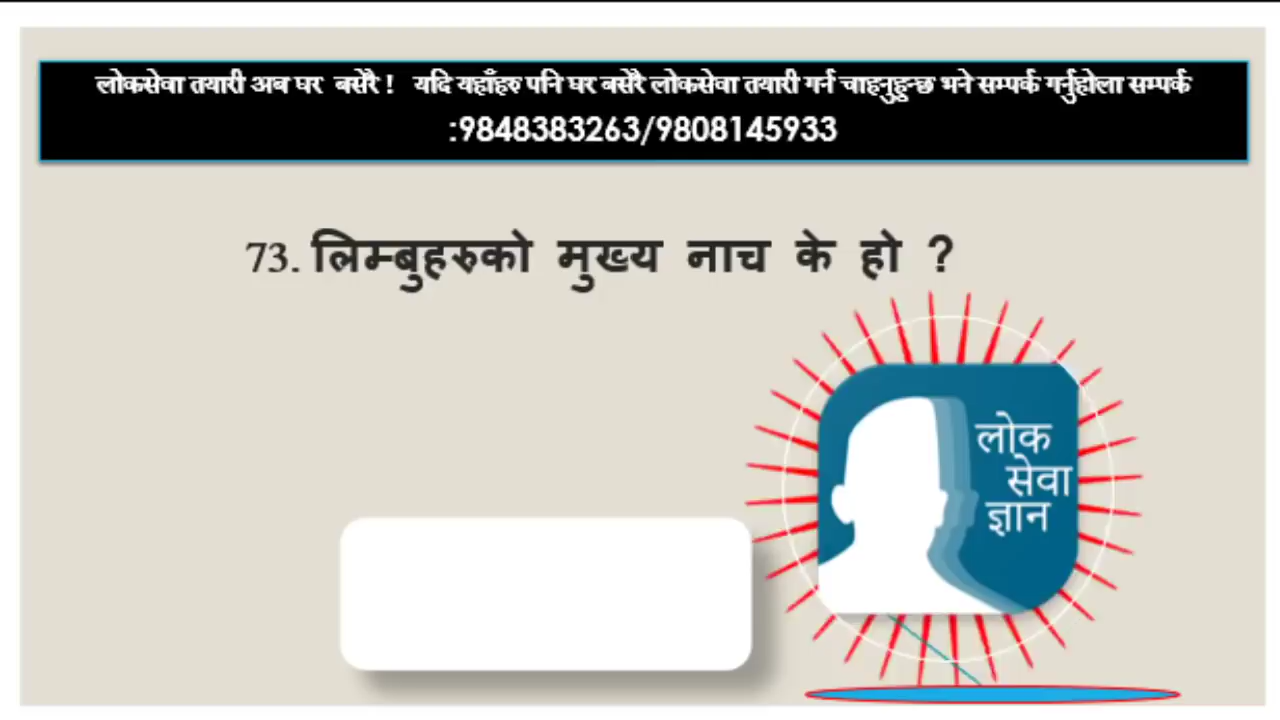 लोकसेवा तयारी अब घर बसेरै ! यदि यहाँहरु पनि घर बसेरै लोकसेवा तयारी गर्न चाहनुहुन्छ भने सम्पर्क गर्नुहोला सम्पर्क
:9848383263/9808145933
73. लिम्बुहरुको मुख्य नाच के हो ?
लोक
सेवा
ज्ञान